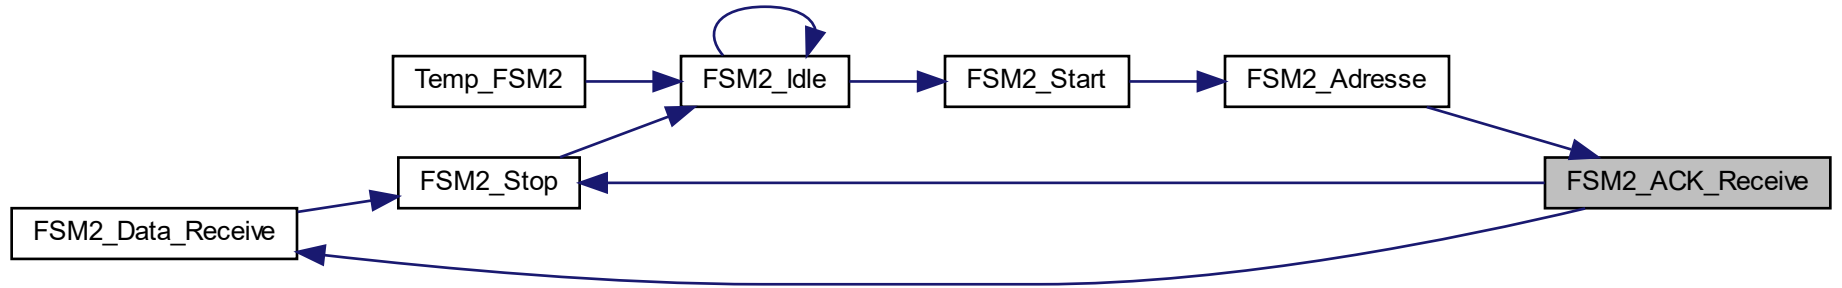 Temp_FSM2
FSM2_Idle
FSM2_Start
FSM2_Adresse
FSM2_Stop
FSM2_ACK_Receive
FSM2_Data_Receive